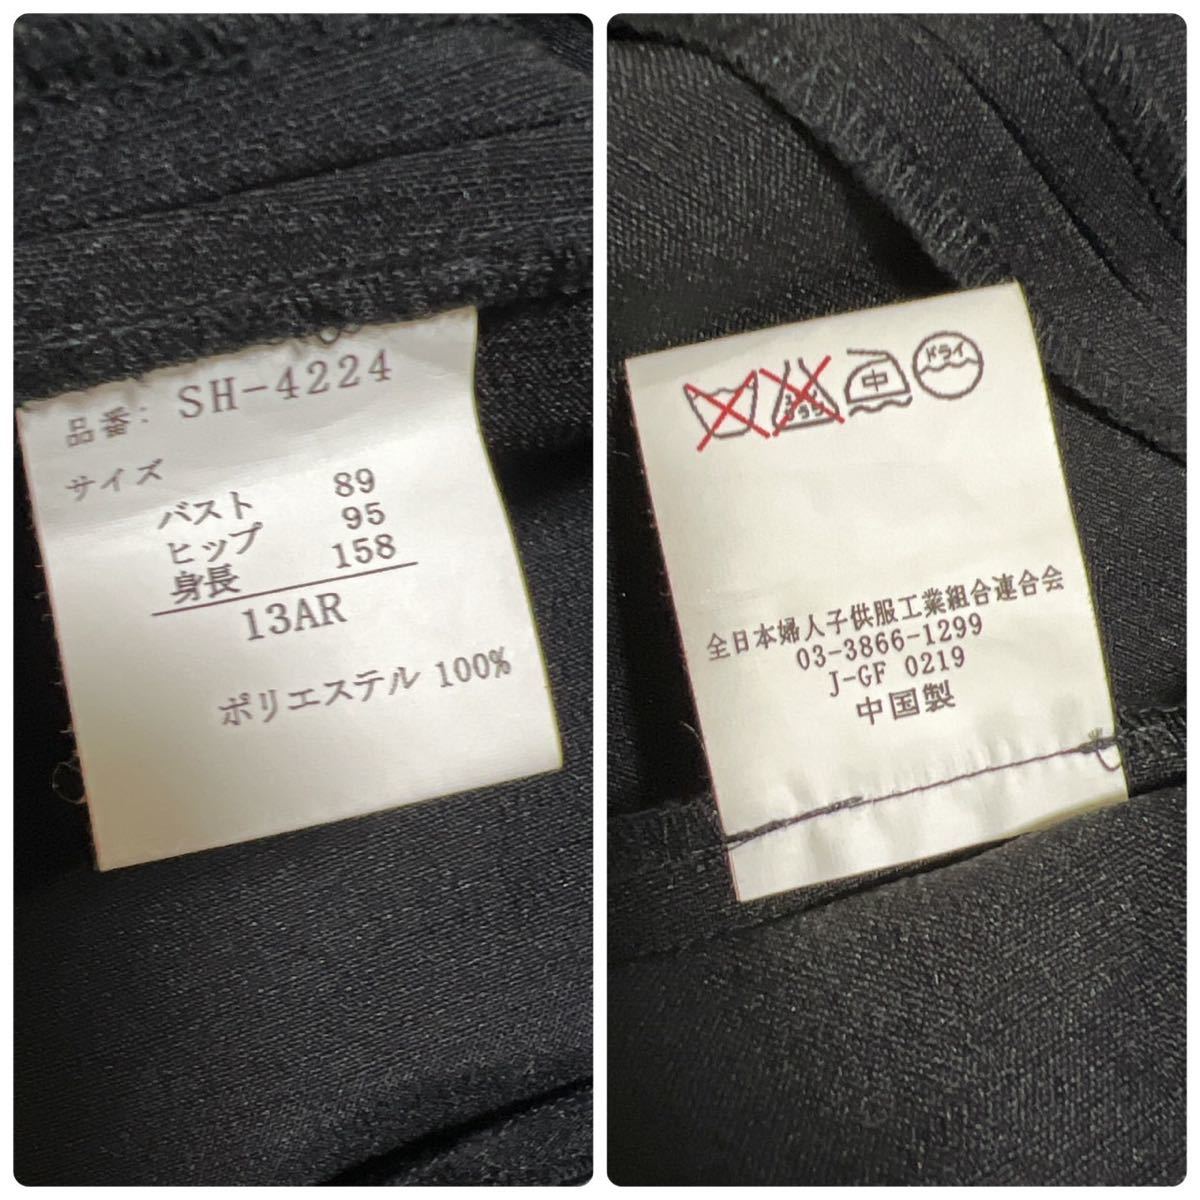 品番: SH-4224
サイズ
バスト 89
ヒップ 95
身長 158
13AR
ポリエステル 100%
中
ドライ
全日本婦人子供服工業組合連合会
03-3866-1299
J-GF 0219
中国製